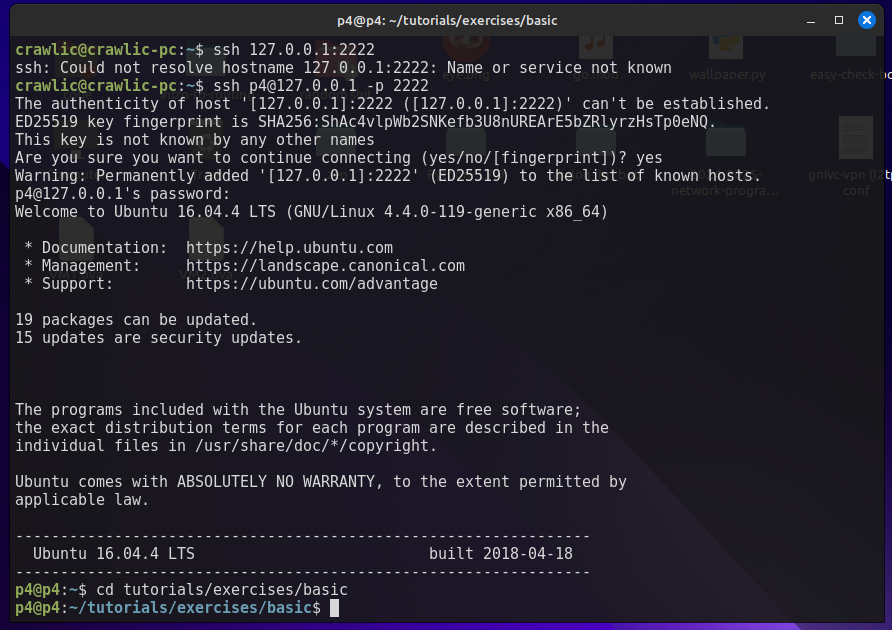 p4@p4: ~/tutorials/exercises/basic
crawlic@crawlic-pc:~$ ssh 127.0.0.1:2222
ssh: Could not resolve hostname 127.0.0.1:2222: Name or service not known
crawlic@crawlic-pc:~$ ssh p4@127.0.0.1 -p 2222
The authenticity of host '[127.0.0.1]:2222 ([127.0.0.1]:2222)' can't be established.
ED25519 key fingerprint is SHA256:ShAc4vlpWb2SNKefb3U8nUREArE5bZRlyrzHsTp0eNQ.
This key is not known by any other names
Are you sure you want to continue connecting (yes/no/[fingerprint])? yes
Warning: Permanently added '[127.0.0.1]:2222' (ED25519) to the list of known hosts.
p4@127.0.0.1's password:
Welcome to Ubuntu 16.04.4 LTS (GNU/Linux 4.4.0-119-generic x86_64)
* Documentation:  https://help.ubuntu.com
* Management:     https://landscape.canonical.com
* Support:        https://ubuntu.com/advantage
19 packages can be updated.
15 updates are security updates.
The programs included with the Ubuntu system are free software;
the exact distribution terms for each program are described in the
individual files in /usr/share/doc/*/copyright.
Ubuntu comes with ABSOLUTELY NO WARRANTY, to the extent permitted by
applicable law.
----------------------------------------------------------------
Ubuntu 16.04.4 LTS                          built 2018-04-18
----------------------------------------------------------------
p4@p4:~$ cd tutorials/exercises/basic
p4@p4:~/tutorials/exercises/basic$
eye.png
wallpaper.py
easy-check-bo
network-progra...
gnivc-vpn (l2tp
conf